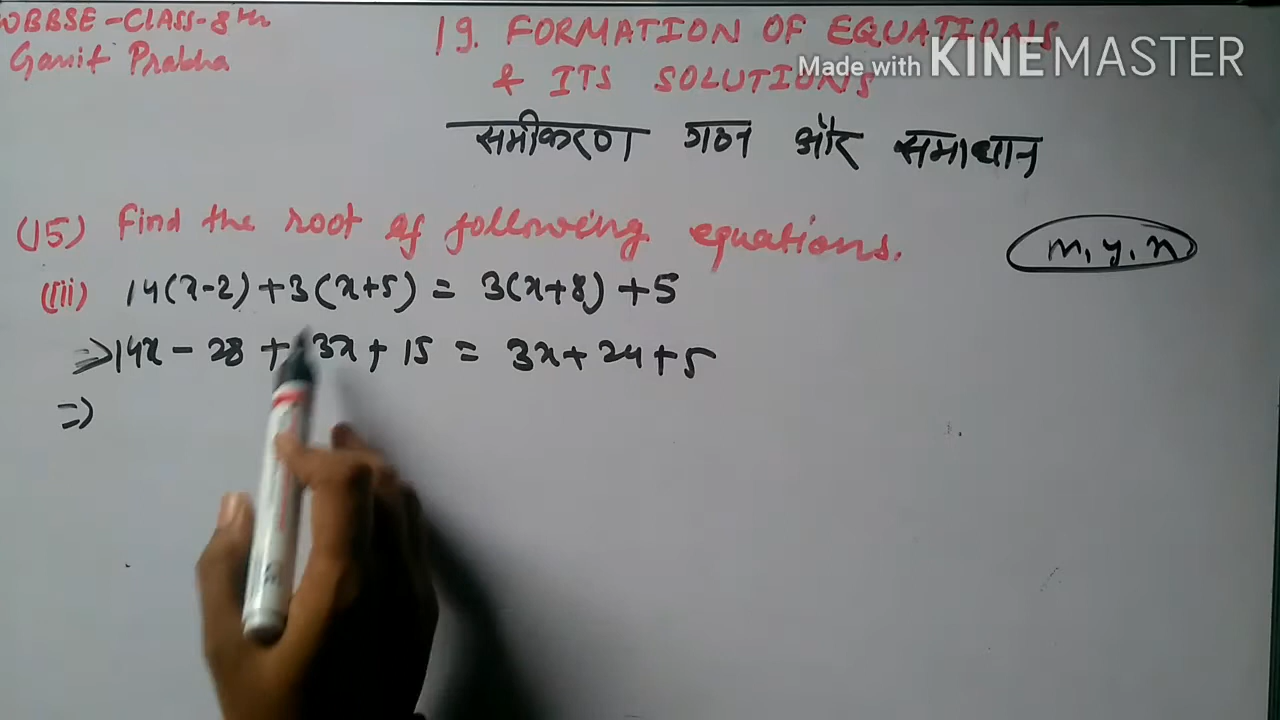 WBBSE-CLASS-8th
Ganit Prabha
19. FORMATION OF EQUATIONS
& ITS SOLUTIONS
Made with KINEMASTER
समीकरण गठन और समाधान
(15) Find the root of following equations.
m, y, x
(iii) 14(x-2)+3(x+5) = 3(x+8)+5
⇒14x - 28 + 3x + 15 = 3x + 24 + 5
⇒